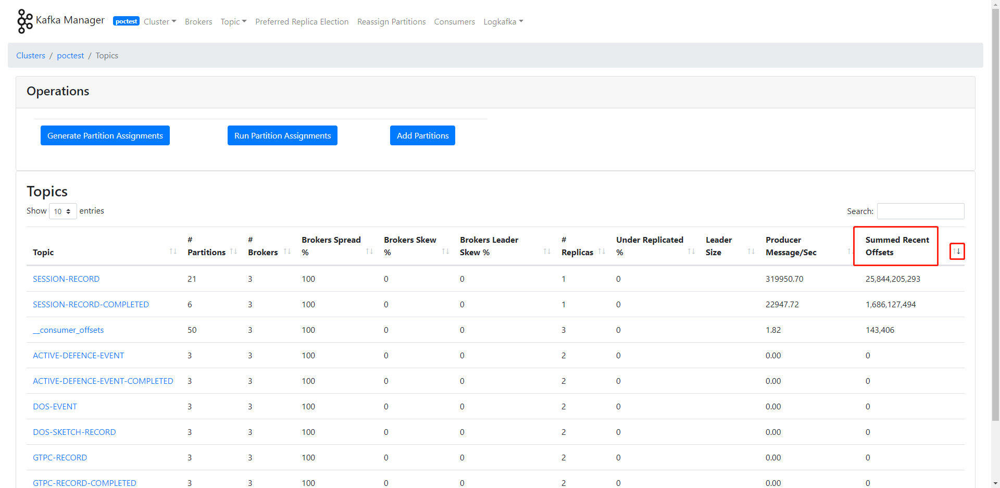 Kafka Manager poctest Cluster Brokers Topic Preferred Replica Election Reassign Partitions Consumers Logkafka
Clusters / poctest / Topics
Operations
Generate Partition Assignments Run Partition Assignments Add Partitions
Topics
Show 10 entries Search:
Topic # Partitions # Brokers Brokers Spread % Brokers Skew % Brokers Leader Skew % # Replicas Under Replicated % Leader Size Producer Message/Sec Summed Recent Offsets
SESSION-RECORD 21 3 100 0 0 1 0 319950.70 25,844,205,293
SESSION-RECORD-COMPLETED 6 3 100 0 0 1 0 22947.72 1,686,127,494
__consumer_offsets 50 3 100 0 0 3 0 1.82 143,406
ACTIVE-DEFENCE-EVENT 3 3 100 0 0 2 0 0.00 0
ACTIVE-DEFENCE-EVENT-COMPLETED 3 3 100 0 0 2 0 0.00 0
DOS-EVENT 3 3 100 0 0 2 0 0.00 0
DOS-SKETCH-RECORD 3 3 100 0 0 2 0 0.00 0
GTPC-RECORD 3 3 100 0 0 2 0 0.00 0
GTPC-RECORD-COMPLETED 3 3 100 0 0 2 0 0.00 0